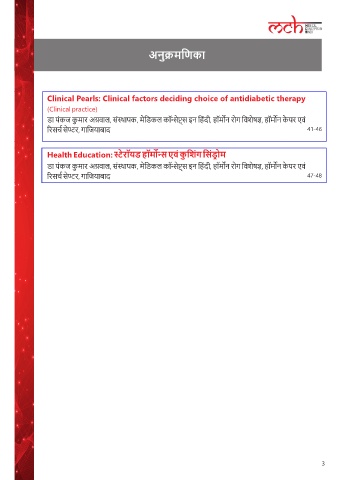 mch
अनुक्रमणिका
Clinical Pearls: Clinical factors deciding choice of antidiabetic therapy
(Clinical practice)
डा पंकज कुमार अग्रवाल, संस्थापक, मेडिकल कॉन्सेप्ट्स इन हिंदी, हॉर्मोन रोग विशेषज्ञ, हॉर्मोन केयर एवं
रिसर्च सेण्टर, गाजियाबाद 41-46
Health Education: स्टेरॉयड हॉर्मोन्स एवं कुशिंग सिंड्रोम
डा पंकज कुमार अग्रवाल, संस्थापक, मेडिकल कॉन्सेप्ट्स इन हिंदी, हॉर्मोन रोग विशेषज्ञ, हॉर्मोन केयर एवं
रिसर्च सेण्टर, गाजियाबाद 47-48
3